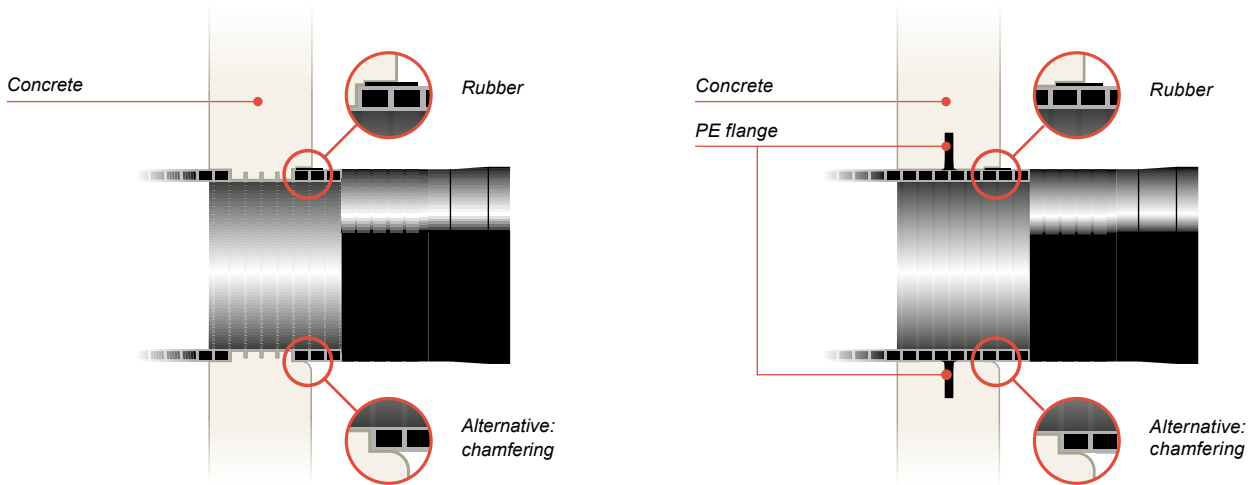 Concrete
Rubber
Alternative:
chamfering
Concrete
PE flange
Rubber
Alternative:
chamfering